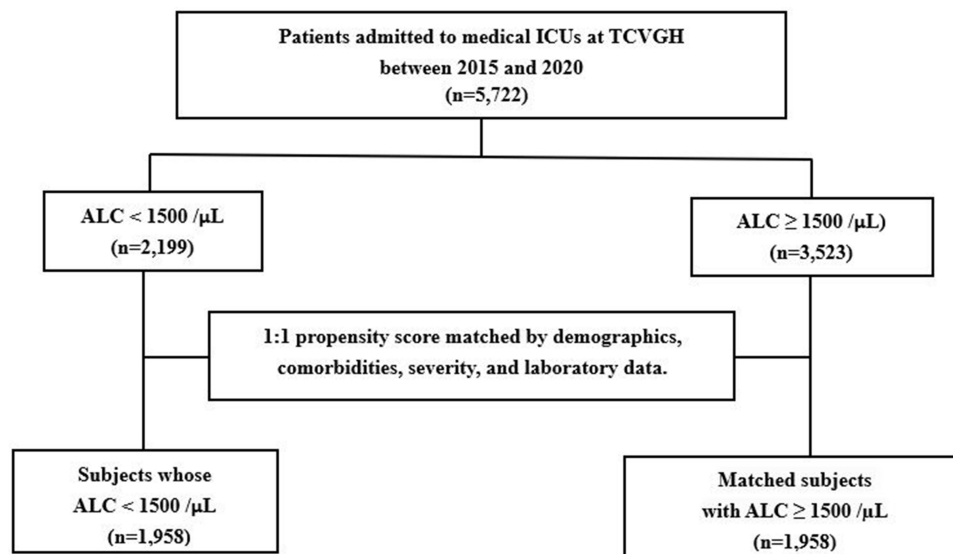 Patients admitted to medical ICUs at TCVGH
between 2015 and 2020
(n=5,722)
ALC < 1500 /μL
(n=2,199)
ALC ≥ 1500 /μL)
(n=3,523)
1:1 propensity score matched by demographics,
comorbidities, severity, and laboratory data.
Subjects whose
ALC < 1500 /μL
(n=1,958)
Matched subjects
with ALC ≥ 1500 /μL
(n=1,958)